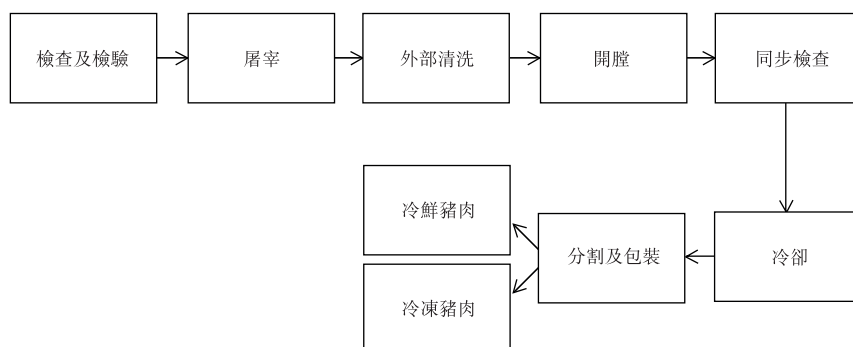 檢查及檢驗
屠宰
外部清洗
開膛
同步檢查
冷卻
分割及包裝
冷鮮豬肉
冷凍豬肉